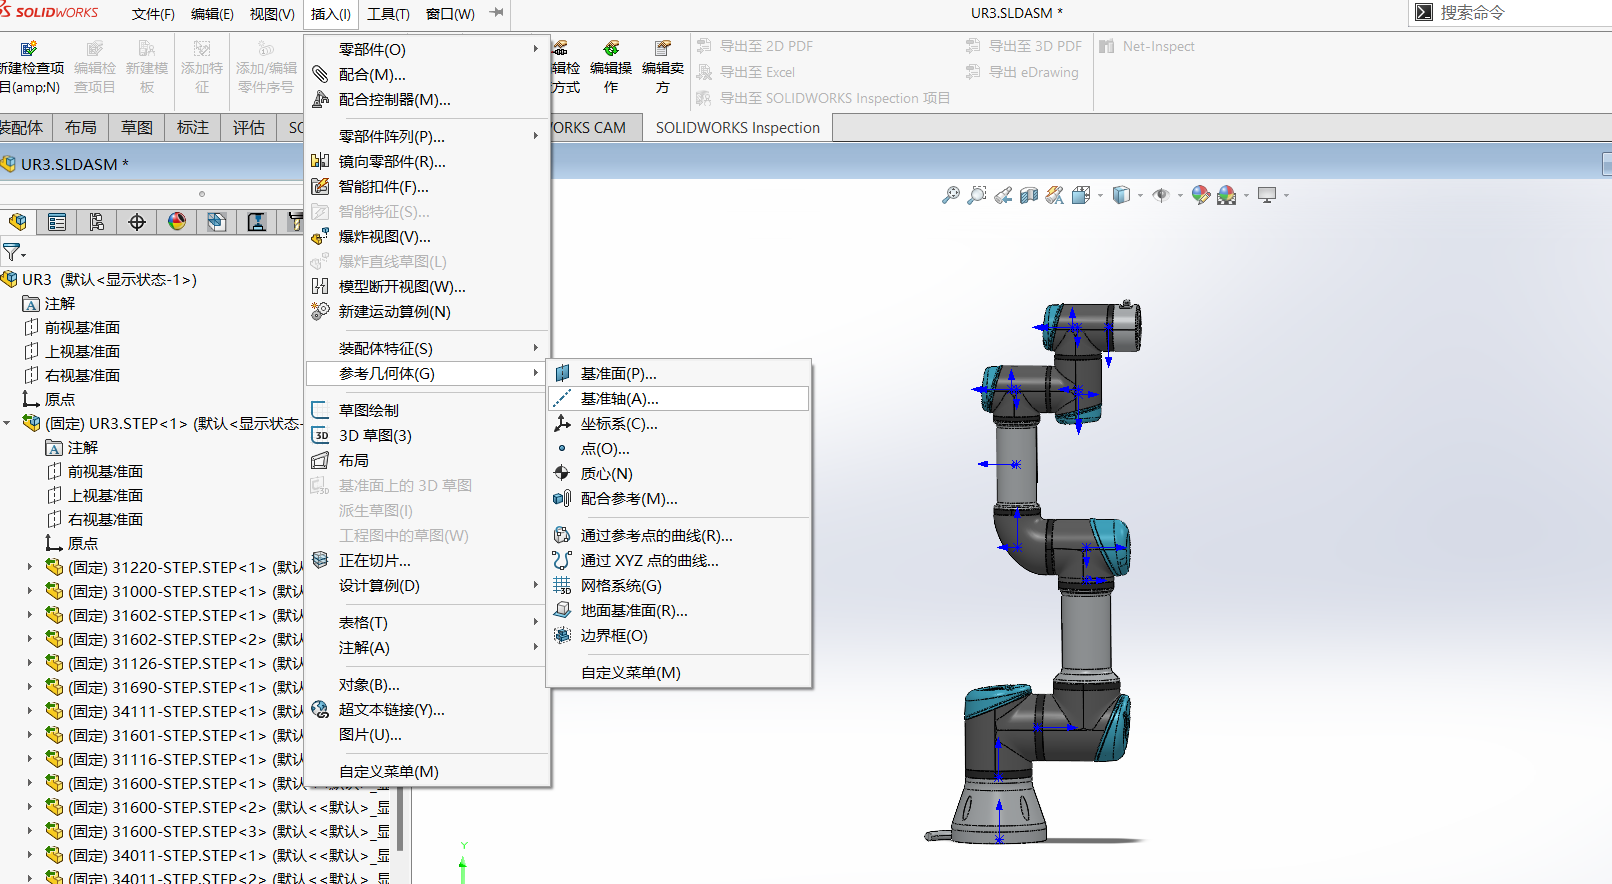 SOLIDWORKS 文件(F) 编辑(E) 视图(V) 插入(I) 工具(T) 窗口(W) UR3.SLDASM * 搜索命令
新建检查项目(amp;N)
编辑检查项目
新建模板
添加特征
添加/编辑零件序号
编辑检方式
编辑操作
编辑卖方
导出至 2D PDF
导出至 Excel
导出至 SOLIDWORKS Inspection 项目
导出至 3D PDF
导出 eDrawing
Net-Inspect
装配体 布局 草图 标注 评估 SO ORKS CAM SOLIDWORKS Inspection
UR3.SLDASM *
UR3 (默认<显示状态-1>)
注解
前视基准面
上视基准面
右视基准面
原点
(固定) UR3.STEP<1> (默认<显示状态-
注解
前视基准面
上视基准面
右视基准面
原点
(固定) 31220-STEP.STEP<1> (默认
(固定) 31000-STEP.STEP<1> (默认
(固定) 31602-STEP.STEP<1> (默认
(固定) 31602-STEP.STEP<2> (默认
(固定) 31126-STEP.STEP<1> (默认
(固定) 31690-STEP.STEP<1> (默认
(固定) 34111-STEP.STEP<1> (默认
(固定) 31601-STEP.STEP<1> (默认
(固定) 31116-STEP.STEP<1> (默认
(固定) 31600-STEP.STEP<1> (默认<<默认>_显
(固定) 31600-STEP.STEP<2> (默认<<默认>_显
(固定) 31600-STEP.STEP<3> (默认<<默认>_显
(固定) 34011-STEP.STEP<1> (默认<<默认>_显
(固定) 34011-STEP.STEP<2> (默认<<默认>_显
零部件(O)
配合(M)...
配合控制器(M)...
零部件阵列(P)...
镜向零部件(R)...
智能扣件(F)...
智能特征(S)...
爆炸视图(V)...
爆炸直线草图(L)
模型断开视图(W)...
新建运动算例(N)
装配体特征(S)
参考几何体(G)
草图绘制
3D 草图(3)
布局
基准面上的 3D 草图
派生草图(I)
工程图中的草图(W)
正在切片...
设计算例(D)
表格(T)
注解(A)
对象(B)...
超文本链接(Y)...
图片(U)...
自定义菜单(M)
基准面(P)...
基准轴(A)...
坐标系(C)...
点(O)...
质心(N)
配合参考(M)...
通过参考点的曲线(R)...
通过 XYZ 点的曲线...
网格系统(G)
地面基准面(R)...
边界框(O)
自定义菜单(M)
Y